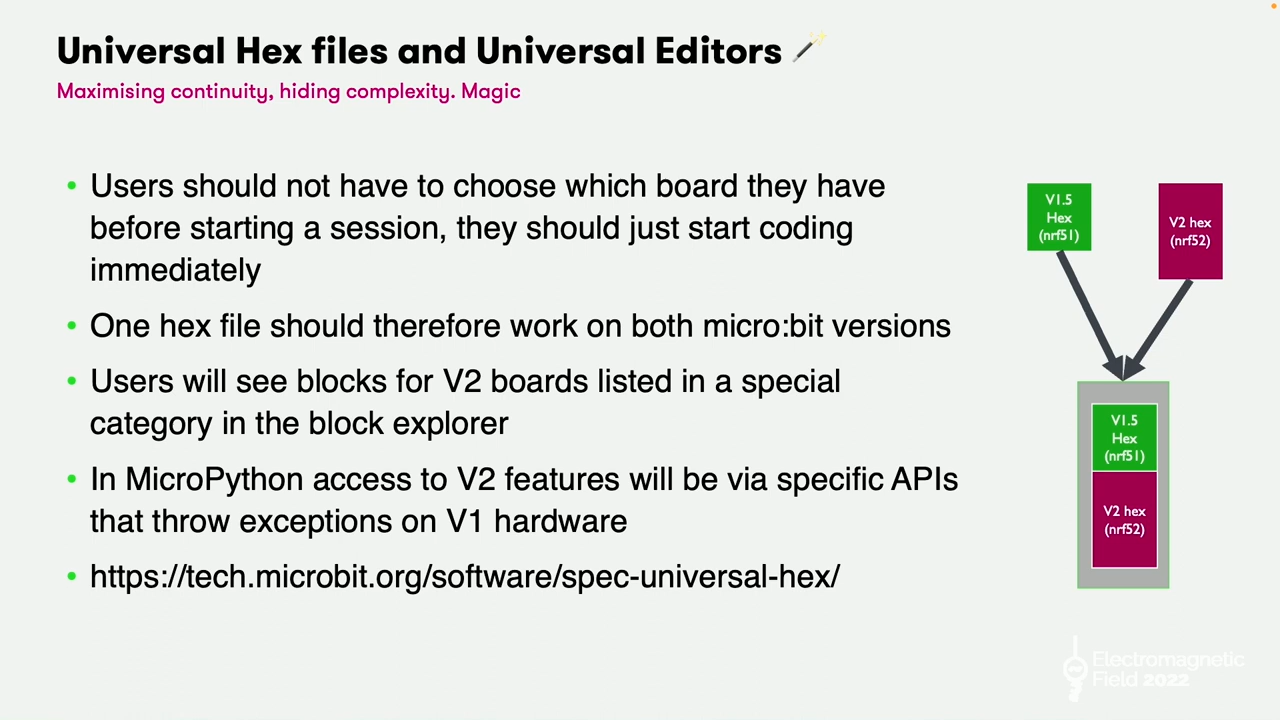 Universal Hex files and Universal Editors
Maximising continuity, hiding complexity. Magic
• Users should not have to choose which board they have
before starting a session, they should just start coding
immediately
• One hex file should therefore work on both micro:bit versions
• Users will see blocks for V2 boards listed in a special
category in the block explorer
• In MicroPython access to V2 features will be via specific APIs
that throw exceptions on V1 hardware
• https://tech.microbit.org/software/spec-universal-hex/
V1.5
Hex
(nrf51)
V2 hex
(nrf52)
V1.5
Hex
(nrf51)
V2 hex
(nrf52)
Electromagnetic
Field 2022